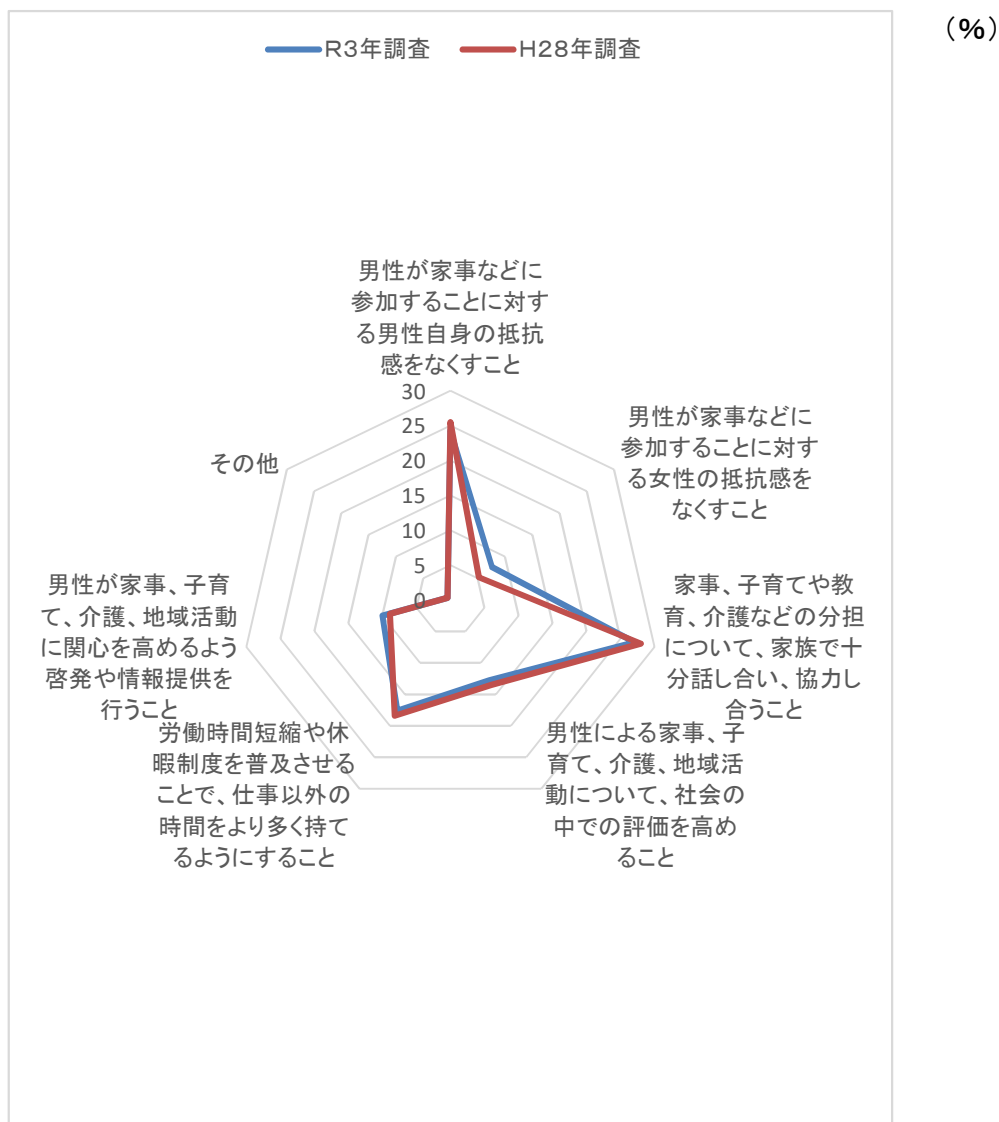 （％）
R3年調査 H28年調査
男性が家事などに
参加することに対す
る男性自身の抵抗
感をなくすこと
男性が家事などに
参加することに対す
る女性の抵抗感を
なくすこと
家事、子育てや教
育、介護などの分担
について、家族で十
分話し合い、協力し
合うこと
男性による家事、子
育て、介護、地域活
動について、社会の
中での評価を高め
ること
労働時間短縮や休
暇制度を普及させる
ことで、仕事以外の
時間をより多く持て
るようにすること
男性が家事、子育
て、介護、地域活動
に関心を高めるよう
啓発や情報提供を
行うこと
その他
30
25
20
15
10
5
0